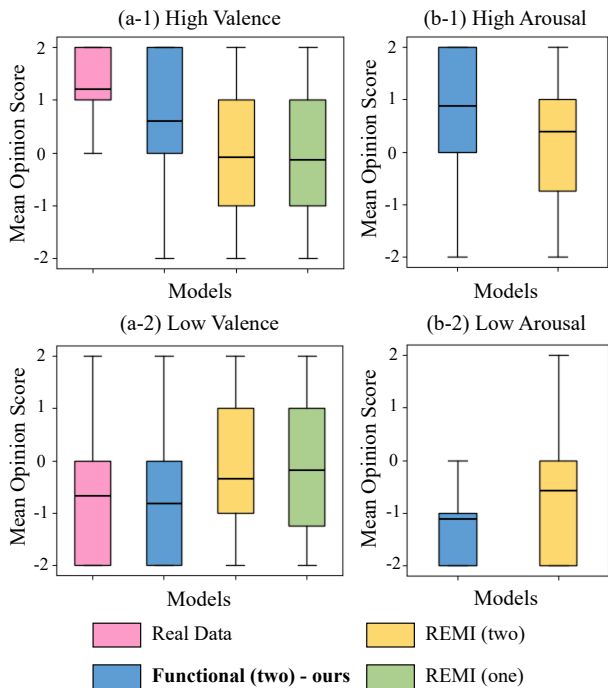 (a-1) High Valence
Mean Opinion Score
2
1
0
-1
-2
Models
(b-1) High Arousal
Mean Opinion Score
2
1
0
-1
-2
Models
(a-2) Low Valence
Mean Opinion Score
2
1
0
-1
-2
Models
(b-2) Low Arousal
Mean Opinion Score
2
1
0
-1
-2
Models
Real Data
REMI (two)
Functional (two) - ours
REMI (one)